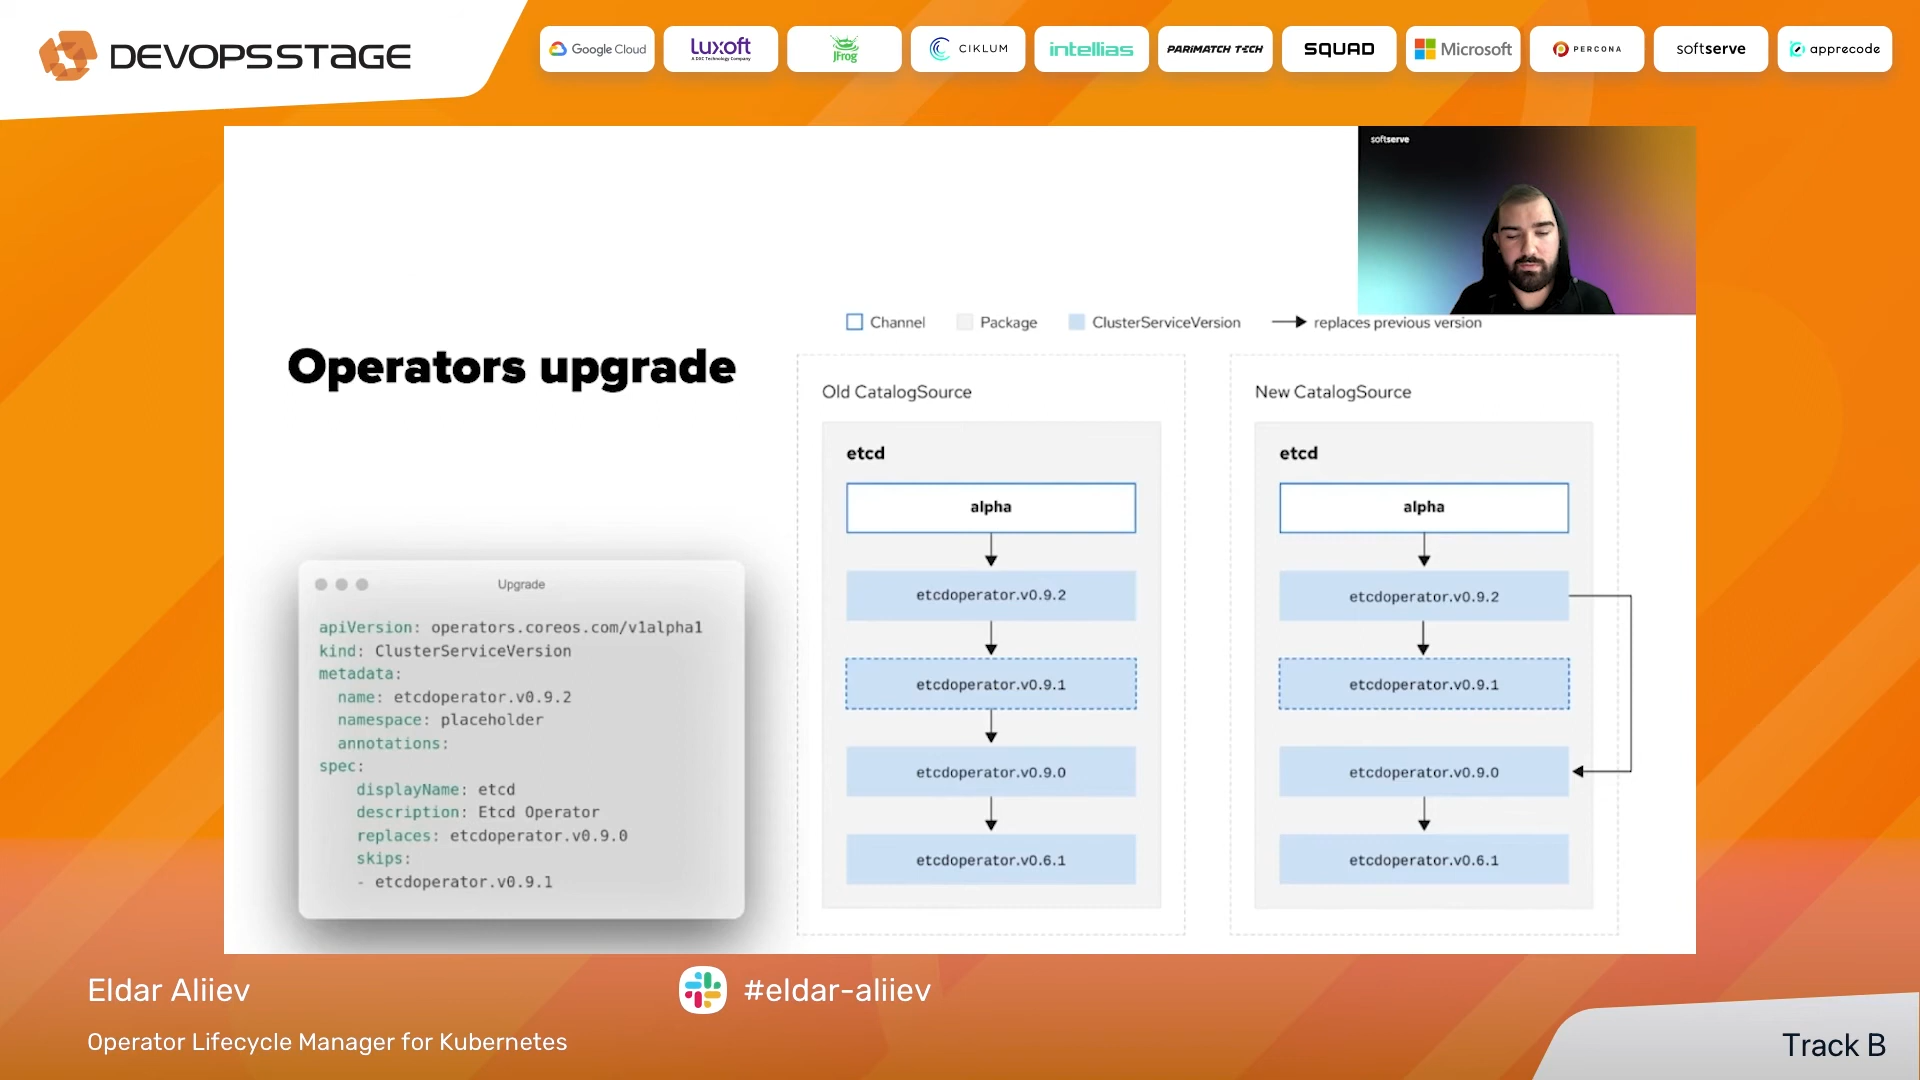 DEVOPSSTAGE
Google Cloud
Luxoft
A DXC Technology Company
JFrog
CIKLUM
intellias
PARIMATCH TECH
SQUAD
Microsoft
PERCONA
softserve
apprecode
softserve
Operators upgrade
Channel
Package
ClusterServiceVersion
replaces previous version
Upgrade
apiVersion: operators.coreos.com/v1alpha1
kind: ClusterServiceVersion
metadata:
name: etcdoperator.v0.9.2
namespace: placeholder
annotations:
spec:
displayName: etcd
description: Etcd Operator
replaces: etcdoperator.v0.9.0
skips:
- etcdoperator.v0.9.1
Old CatalogSource
etcd
alpha
etcdoperator.v0.9.2
etcdoperator.v0.9.1
etcdoperator.v0.9.0
etcdoperator.v0.6.1
New CatalogSource
etcd
alpha
etcdoperator.v0.9.2
etcdoperator.v0.9.1
etcdoperator.v0.9.0
etcdoperator.v0.6.1
Eldar Aliiev
#eldar-aliiev
Operator Lifecycle Manager for Kubernetes
Track B